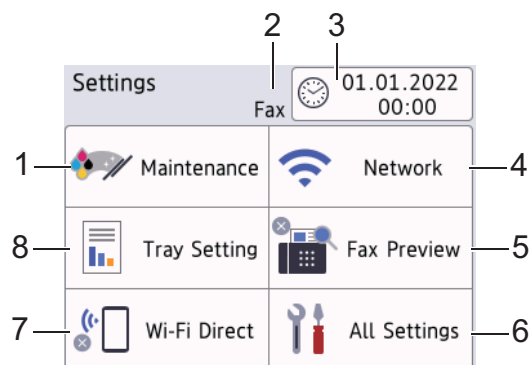 2 3
Settings
Fax
01.01.2022
00:00
1 Maintenance Network 4
8 Tray Setting Fax Preview 5
7 Wi-Fi Direct All Settings 6